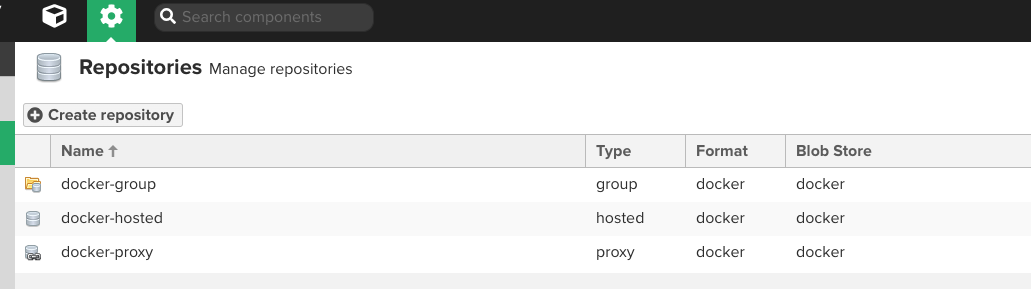 Search components
Repositories Manage repositories
Create repository
Name Type Format Blob Store
docker-group group docker docker
docker-hosted hosted docker docker
docker-proxy proxy docker docker